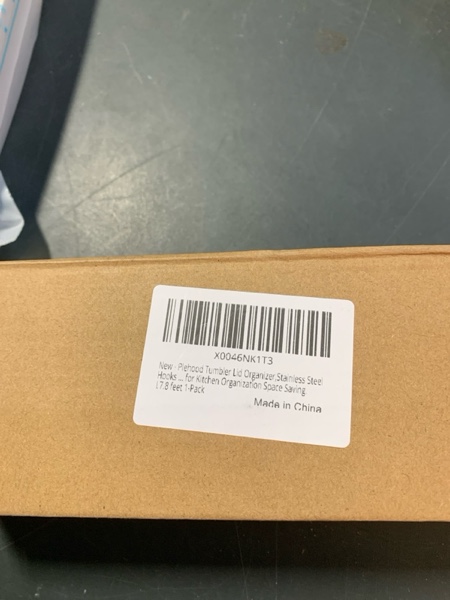 X0046NK1T3
New - Plehood Tumbler Lid Organizer,Stainless Steel
Hooks ... for Kitchen Organization Space Saving
L7.8 feet 1-Pack
Made in China